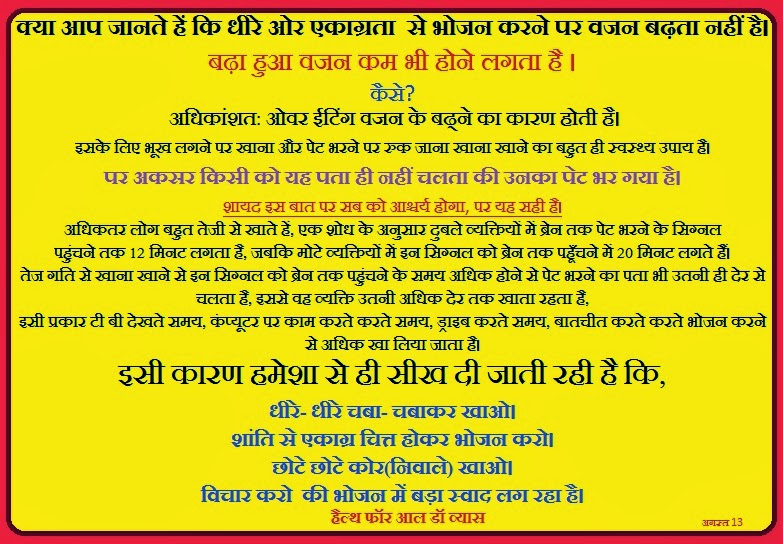 क्या आप जानते हें कि धीरे ओर एकाग्रता से भोजन करने पर वजन बढ़ता नहीं है।
बढ़ा हुआ वजन कम भी होने लगता है ।
कैसे?
अधिकांशत: ओवर ईटिंग वजन के बढ्ने का कारण होती है।
इसके लिए भूख लगने पर खाना और पेट भरने पर रुक जाना खाना खाने का बहुत ही स्वस्थ्य उपाय है।
पर अकसर किसी को यह पता ही नहीं चलता की उनका पेट भर गया है।
शायद इस बात पर सब को आश्चर्य होगा, पर यह सही है।
अधिकतर लोग बहुत तेजी से खाते हें, एक शोध के अनुसार दुबले व्यक्तियों में ब्रेन तक पेट भरने के सिग्नल
पहुंचने तक 12 मिनट लगता हैं, जबकि मोटे व्यक्तियों में इन सिग्नल को ब्रेन तक पहूँचने में 20 मिनट लगते हैं।
तेज गति से खाना खाने से इन सिग्नल को ब्रेन तक पहुंचने के समय अधिक होने से पेट भरने का पता भी उतनी ही देर से
चलता है, इससे वह व्यक्ति उतनी अधिक देर तक खाता रहता है,
इसी प्रकार टी बी देखते समय, कंप्यूटर पर काम करते करते समय, ड्राइब करते समय, बातचीत करते करते भोजन करने
से अधिक खा लिया जाता है।
इसी कारण हमेशा से ही सीख दी जाती रही है कि,
धीरे- धीरे चबा- चबाकर खाओ।
शांति से एकाग्र चित्त होकर भोजन करो।
छोटे छोटे कोर(निवाले) खाओ।
विचार करो की भोजन में बड़ा स्वाद लग रहा है।
हैल्थ फॉर आल डॉ व्यास
अगस्त 13